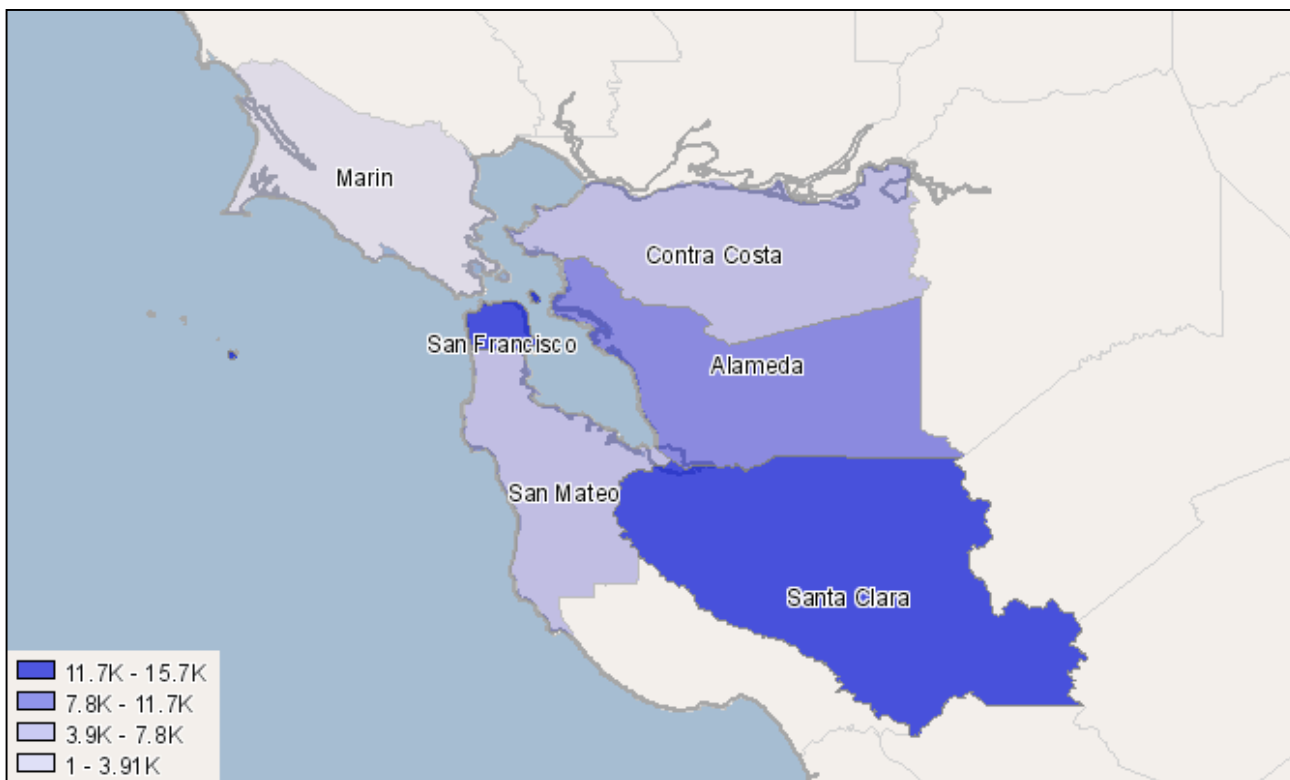 Marin
Contra Costa
San Francisco
Alameda
San Mateo
Santa Clara
11.7K - 15.7K
7.8K - 11.7K
3.9K - 7.8K
1 - 3.91K